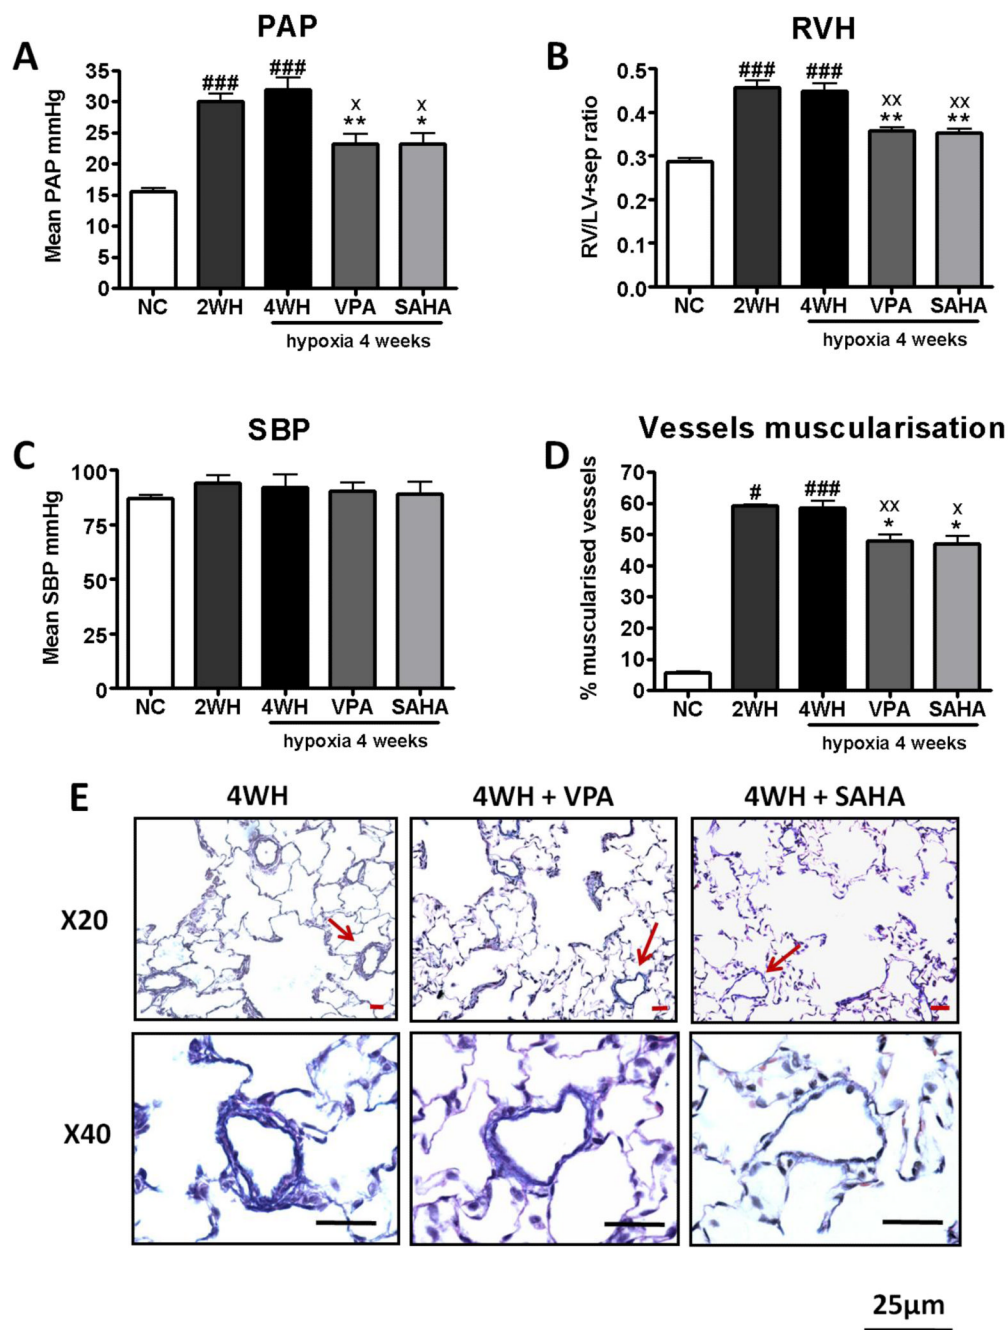 PAP
A
Mean PAP mmHg
35
30
25
20
15
10
5
0
###
###
x
**
x
*
NC 2WH 4WH VPA SAHA
hypoxia 4 weeks
RVH
B
RV/LV+sep ratio
0.5
0.4
0.3
0.2
0.1
0.0
###
###
xx
**
xx
**
NC 2WH 4WH VPA SAHA
hypoxia 4 weeks
SBP
C
Mean SBP mmHg
100
75
50
25
0
NC 2WH 4WH VPA SAHA
hypoxia 4 weeks
Vessels muscularisation
D
% muscularised vessels
70
60
50
40
30
20
10
0
#
###
xx
*
x
*
NC 2WH 4WH VPA SAHA
hypoxia 4 weeks
E
4WH 4WH + VPA 4WH + SAHA
X20
X40
25µm